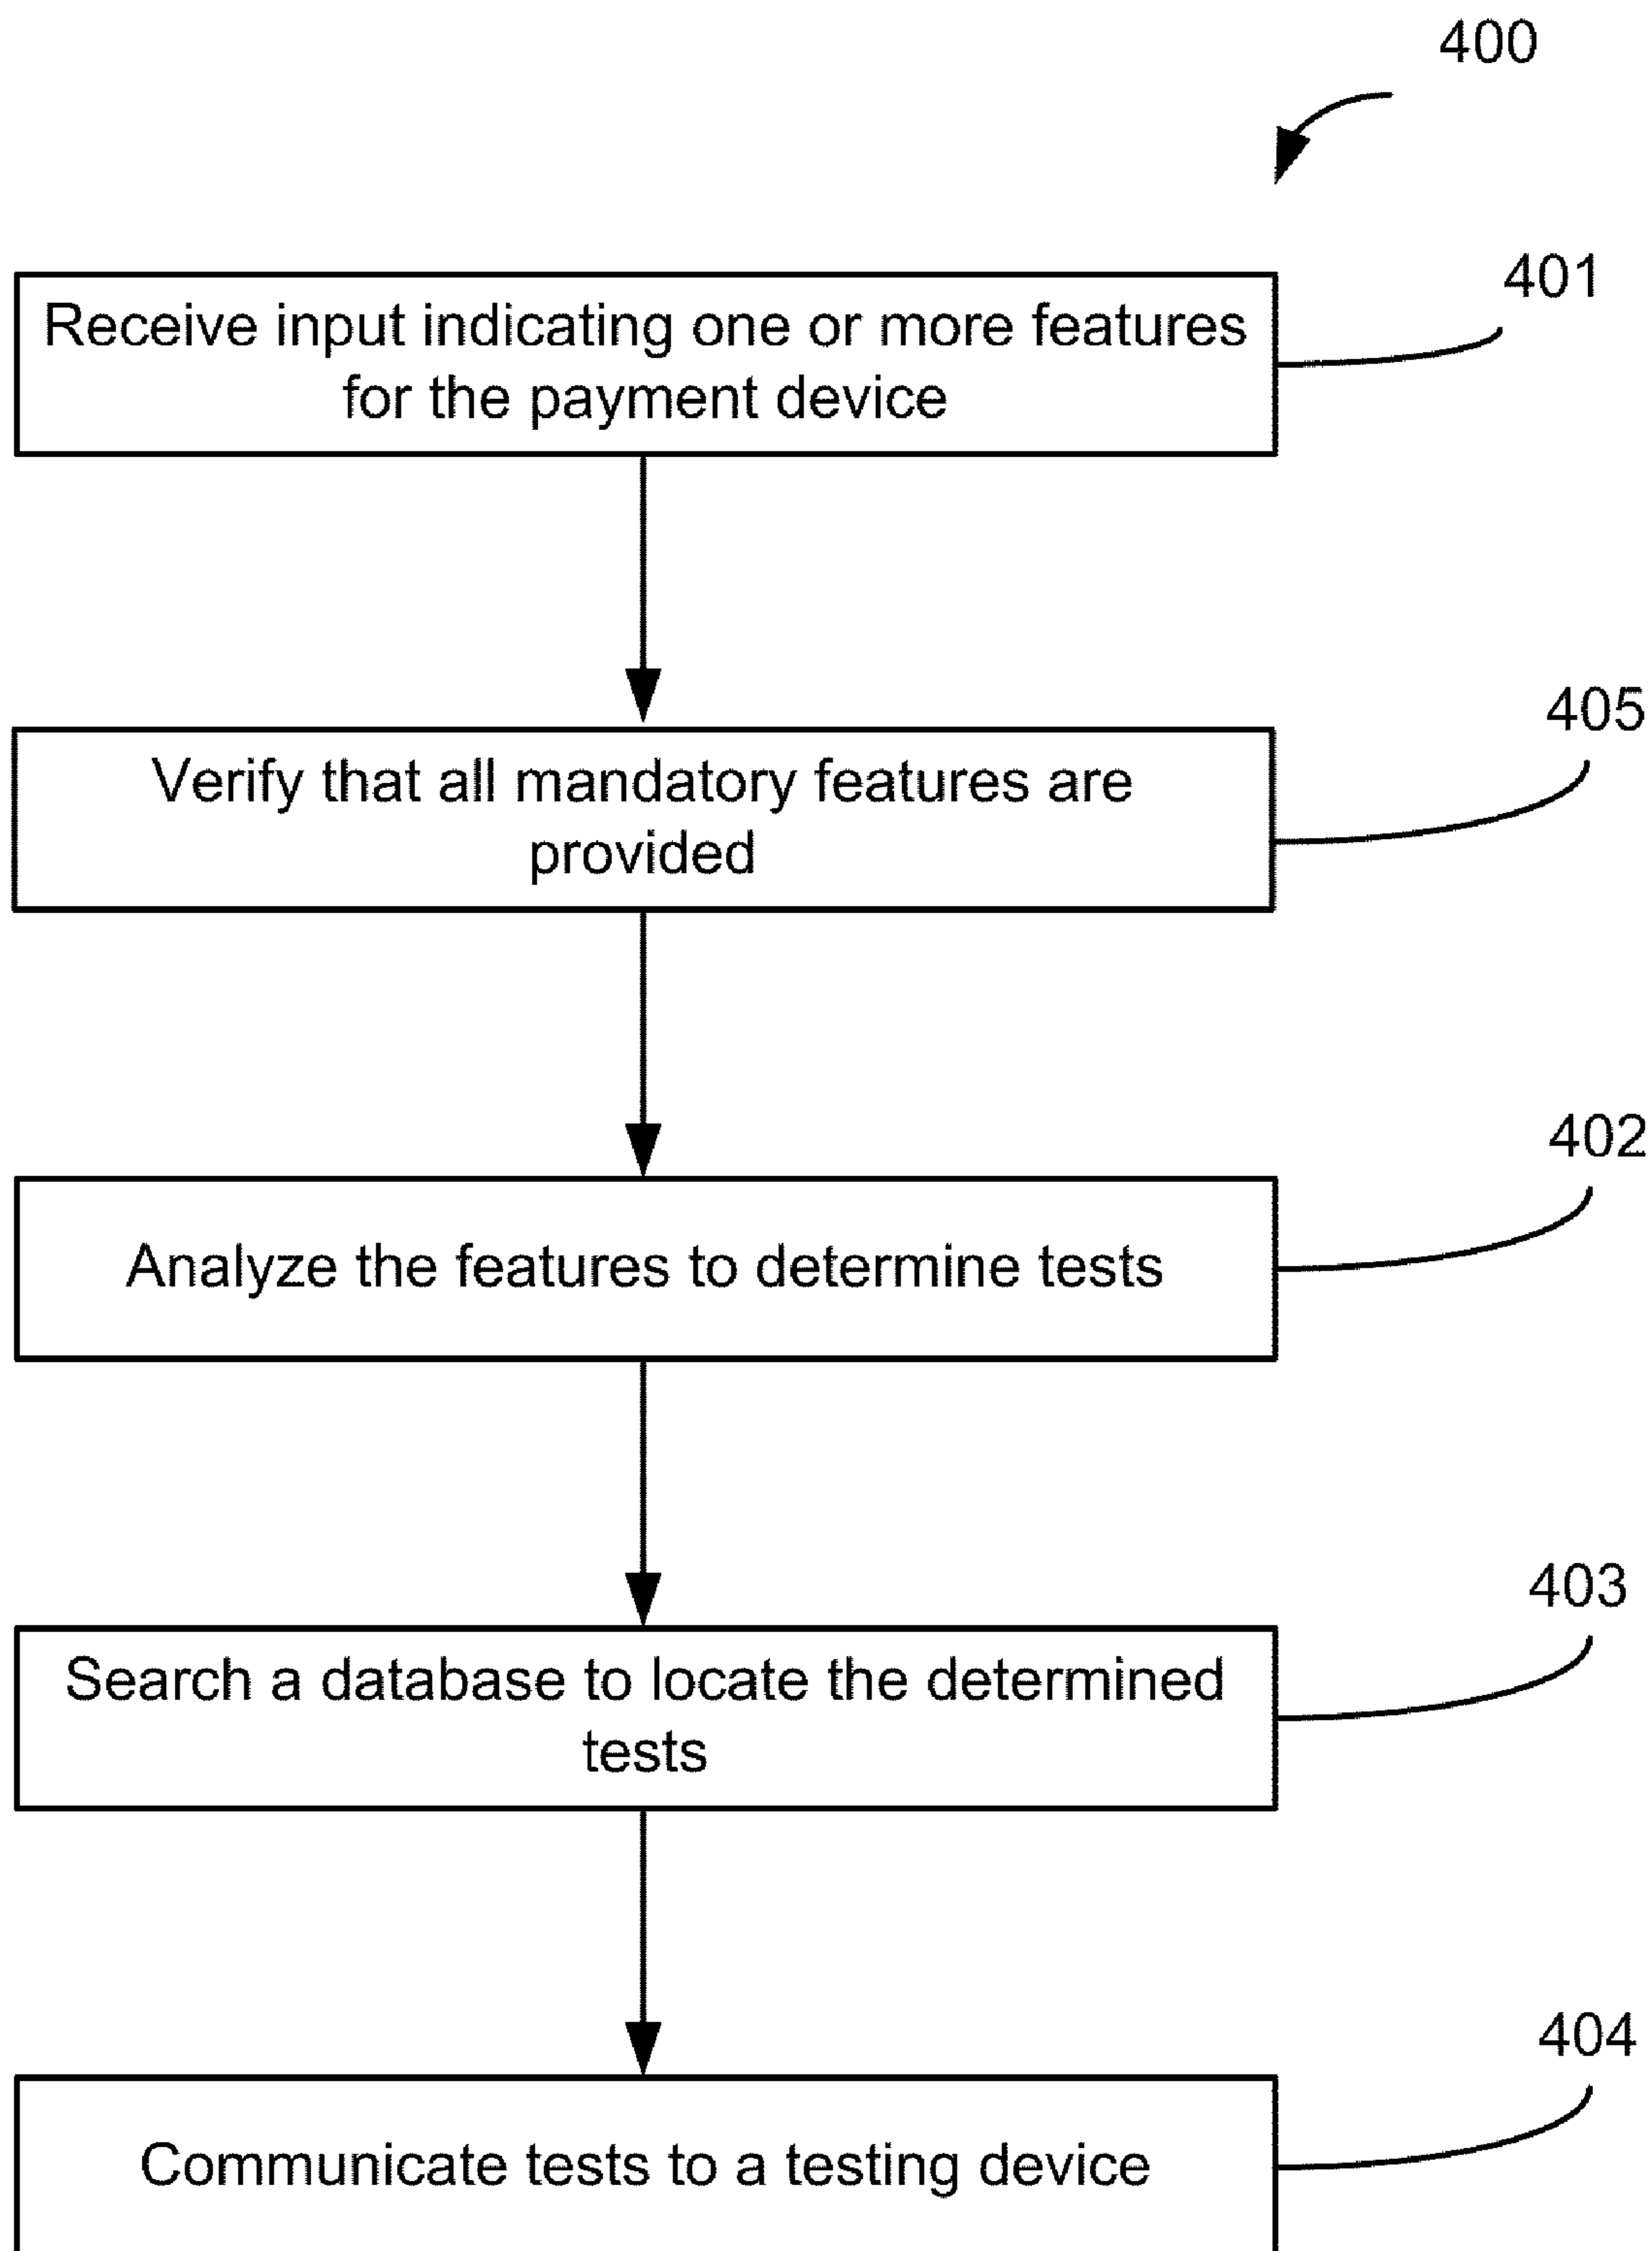 400
401
Receive input indicating one or more features
for the payment device
405
Verify that all mandatory features are
provided
402
Analyze the features to determine tests
403
Search a database to locate the determined
tests
404
Communicate tests to a testing device